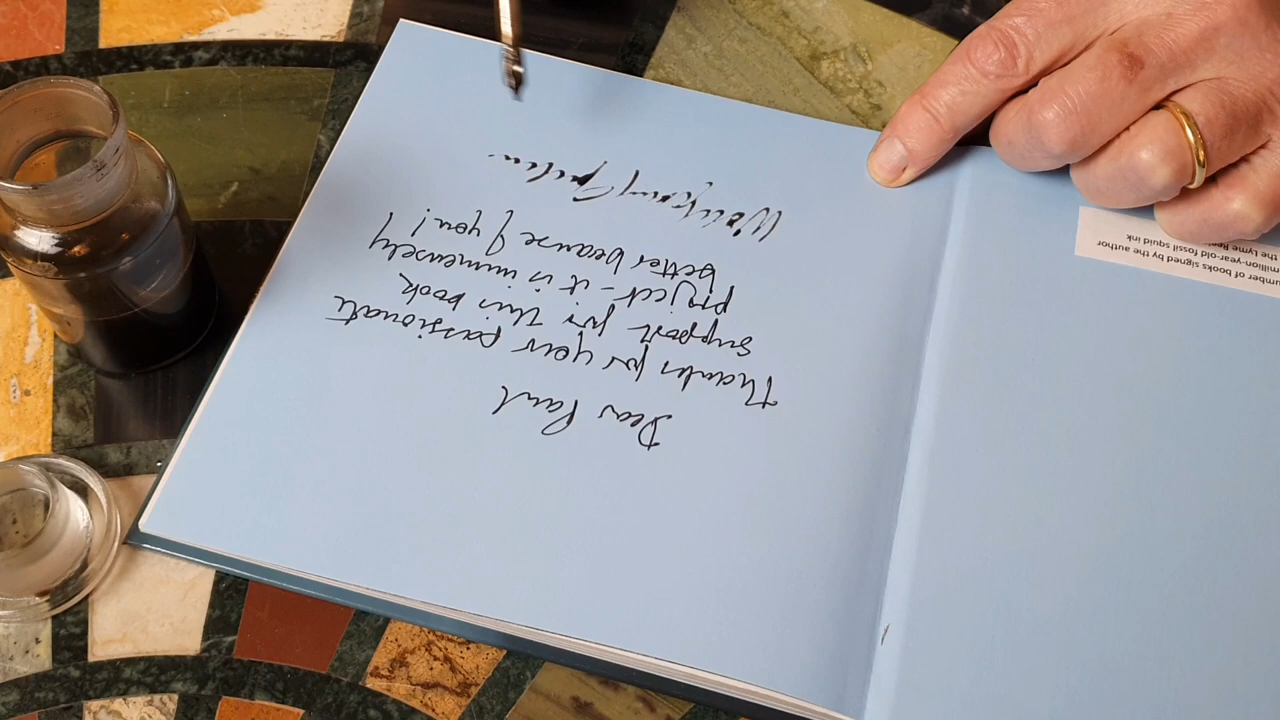 Dear Paul
Thanks for your passionate
support for this book
project - it is immensely
better because of you!
number of books signed by the author
million-year-old fossil squid ink
the Lyme